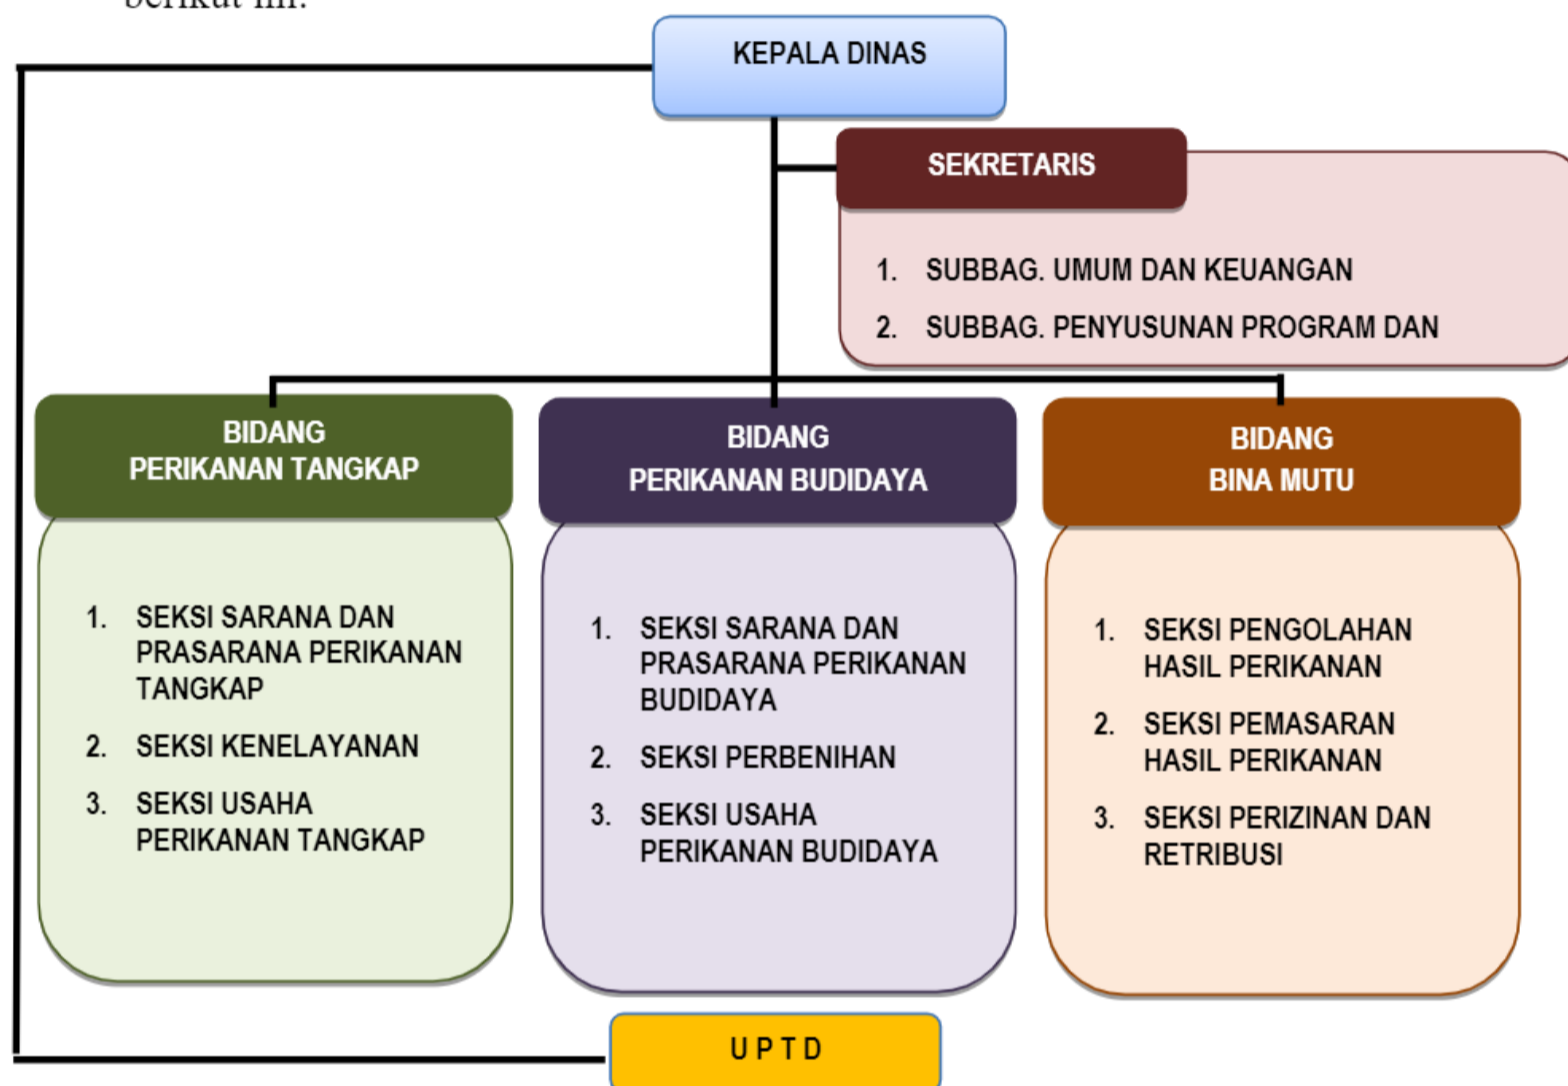 berikut ini:
KEPALA DINAS
SEKRETARIS
1. SUBBAG. UMUM DAN KEUANGAN
2. SUBBAG. PENYUSUNAN PROGRAM DAN
BIDANG
PERIKANAN TANGKAP
1. SEKSI SARANA DAN
PRASARANA PERIKANAN
TANGKAP
2. SEKSI KENELAYANAN
3. SEKSI USAHA
PERIKANAN TANGKAP
BIDANG
PERIKANAN BUDIDAYA
1. SEKSI SARANA DAN
PRASARANA PERIKANAN
BUDIDAYA
2. SEKSI PERBENIHAN
3. SEKSI USAHA
PERIKANAN BUDIDAYA
BIDANG
BINA MUTU
1. SEKSI PENGOLAHAN
HASIL PERIKANAN
2. SEKSI PEMASARAN
HASIL PERIKANAN
3. SEKSI PERIZINAN DAN
RETRIBUSI
U P T D